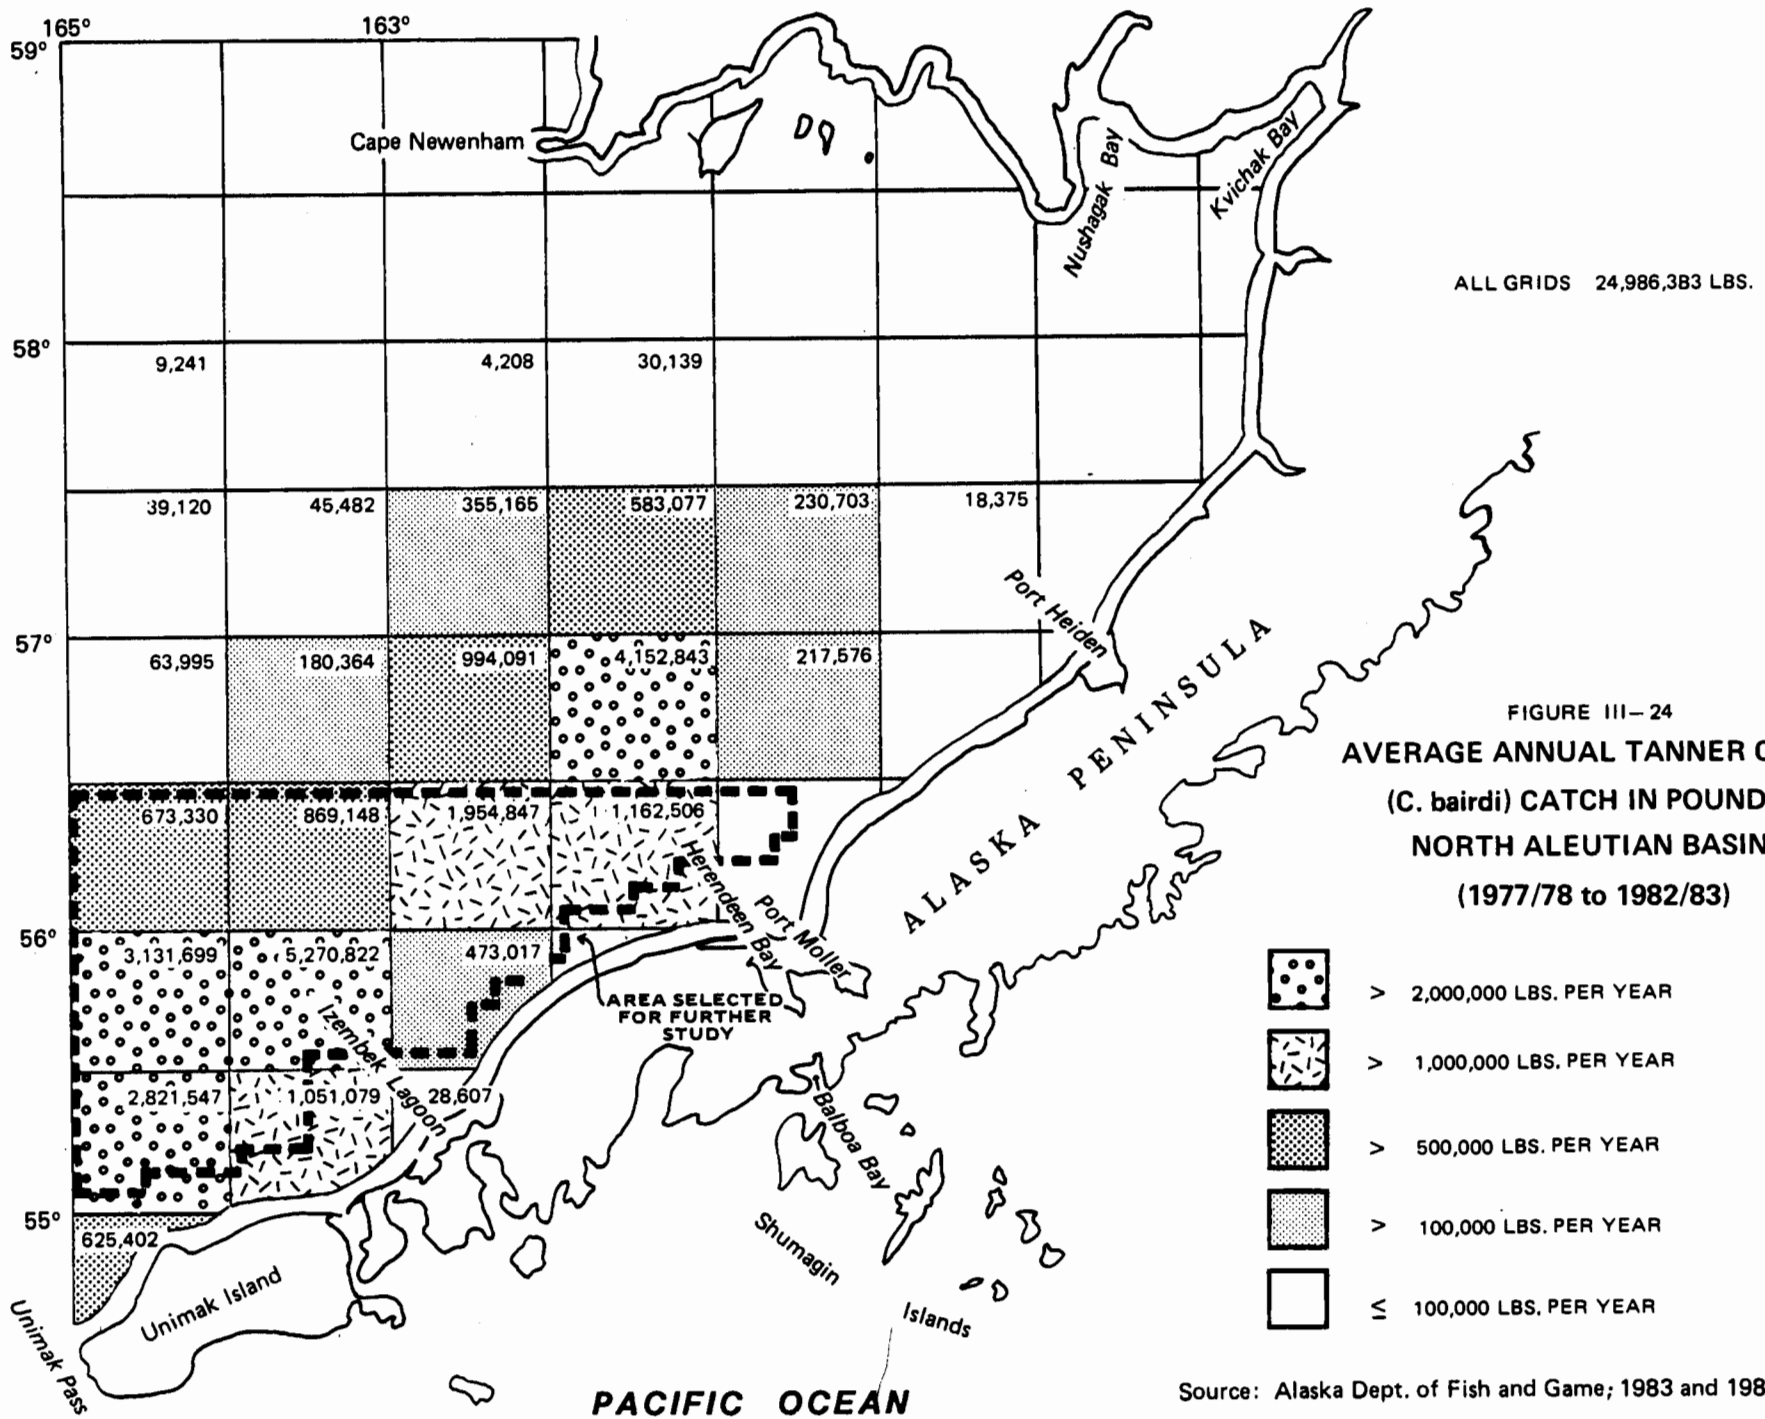 165° 163°
59°
Cape Newenham
Nushagak Bay
Kvichak Bay
ALL GRIDS 24,986,383 LBS.
58°
9,241 4,208 30,139
39,120 45,482 355,165 583,077 230,703 18,375
Port Heiden
57°
63,995 180,364 994,091 4,152,843 217,576
ALASKA PENINSULA
FIGURE III-24
AVERAGE ANNUAL TANNER C
(C. bairdi) CATCH IN POUND
NORTH ALEUTIAN BASIN
(1977/78 to 1982/83)
673,330 869,148 1,954,847 1,162,506
Herendeen Bay
Port Moller
56°
3,131,699 5,270,822 473,017
AREA SELECTED
FOR FURTHER
STUDY
Izembek Lagoon
2,821,547 1,051,079 28,607
Balboa Bay
> 2,000,000 LBS. PER YEAR
> 1,000,000 LBS. PER YEAR
> 500,000 LBS. PER YEAR
> 100,000 LBS. PER YEAR
≤ 100,000 LBS. PER YEAR
55°
625,402
Unimak Island
Unimak Pass
Shumagin
Islands
PACIFIC OCEAN
Source: Alaska Dept. of Fish and Game; 1983 and 198